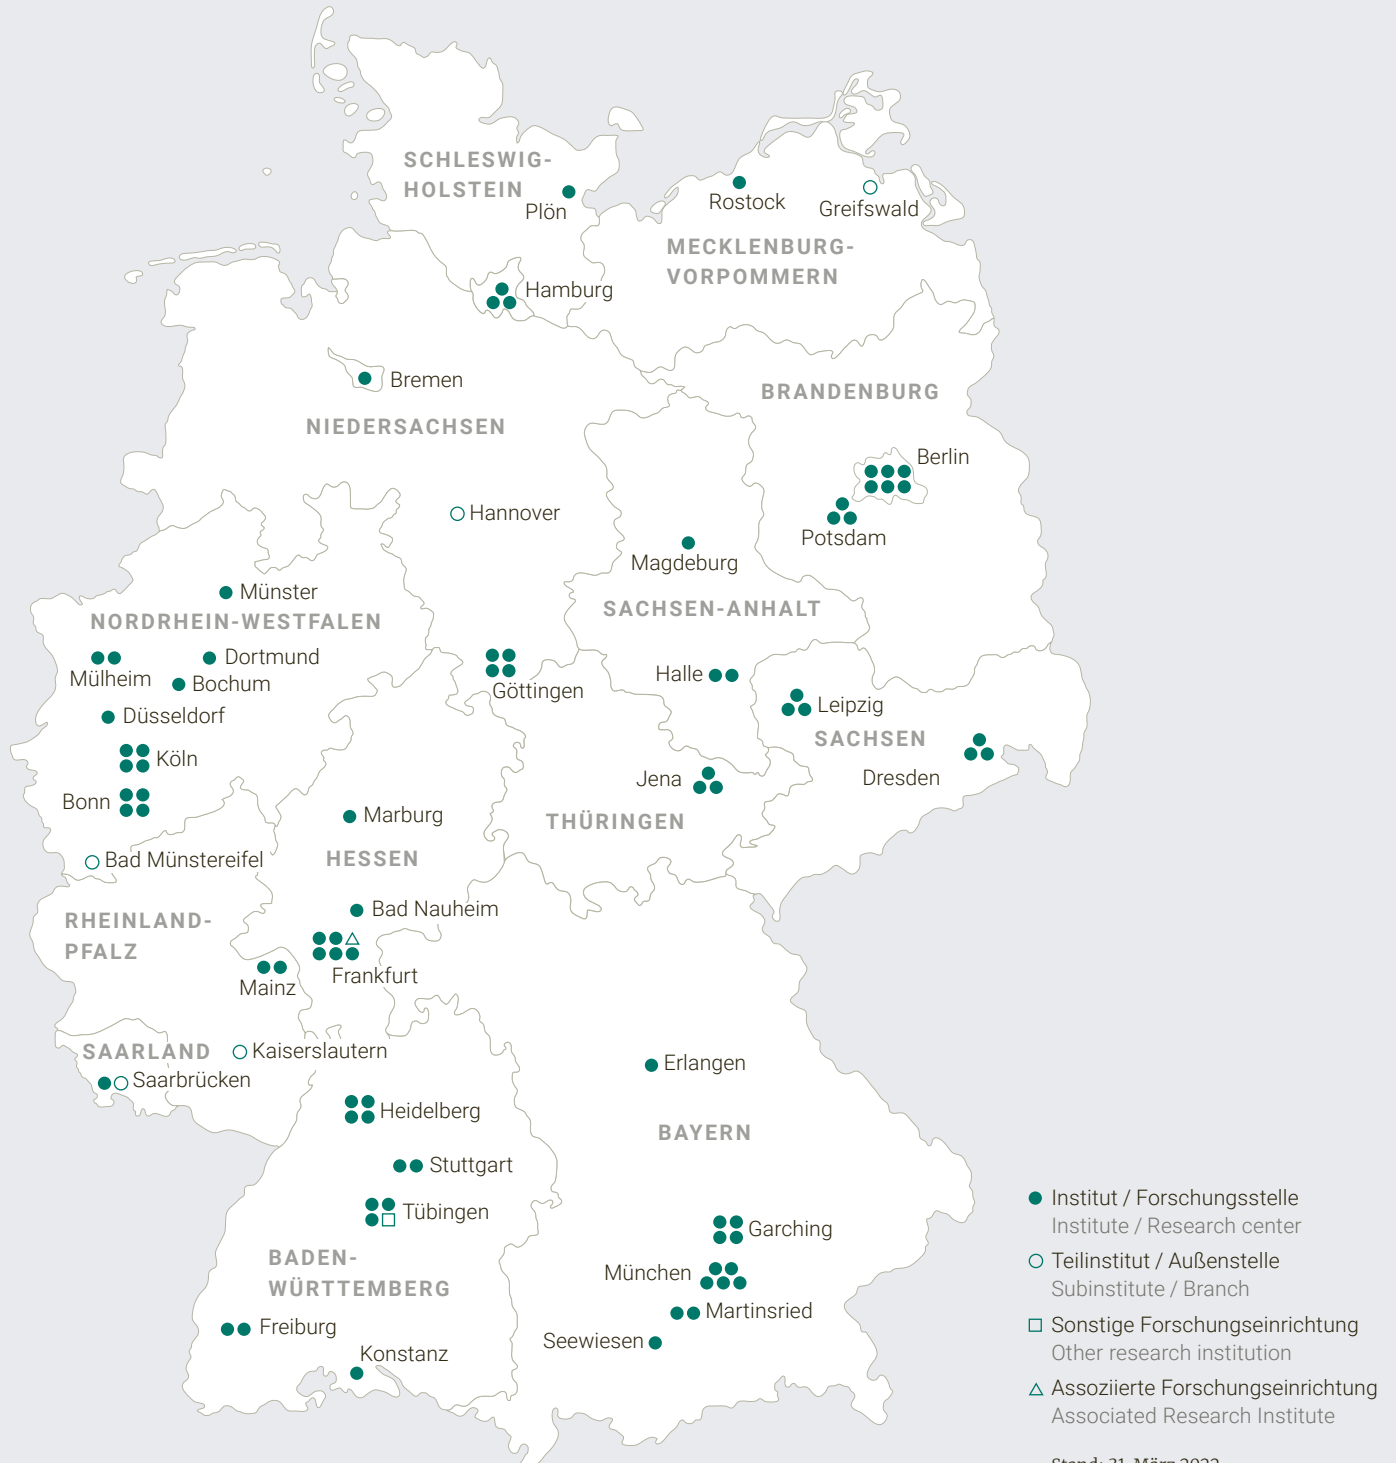 SCHLESWIG-
HOLSTEIN
Plön
Rostock
Greifswald
MECKLENBURG-
VORPOMMERN
Hamburg
Bremen
NIEDERSACHSEN
BRANDENBURG
Berlin
Hannover
Potsdam
Magdeburg
Münster
NORDRHEIN-WESTFALEN
SACHSEN-ANHALT
Dortmund
Mülheim
Bochum
Göttingen
Halle
Düsseldorf
Leipzig
SACHSEN
Köln
Dresden
Jena
Bonn
Marburg
THÜRINGEN
Bad Münstereifel
HESSEN
Bad Nauheim
RHEINLAND-
PFALZ
Frankfurt
Mainz
SAARLAND
Kaiserslautern
Saarbrücken
Erlangen
Heidelberg
BAYERN
Stuttgart
Tübingen
Garching
BADEN-
WÜRTTEMBERG
München
Martinsried
Freiburg
Seewiesen
Konstanz
Institut / Forschungsstelle
Institute / Research center
Teilinstitut / Außenstelle
Subinstitute / Branch
Sonstige Forschungseinrichtung
Other research institution
Assoziierte Forschungseinrichtung
Associated Research Institute
Stand: 31. März 2022